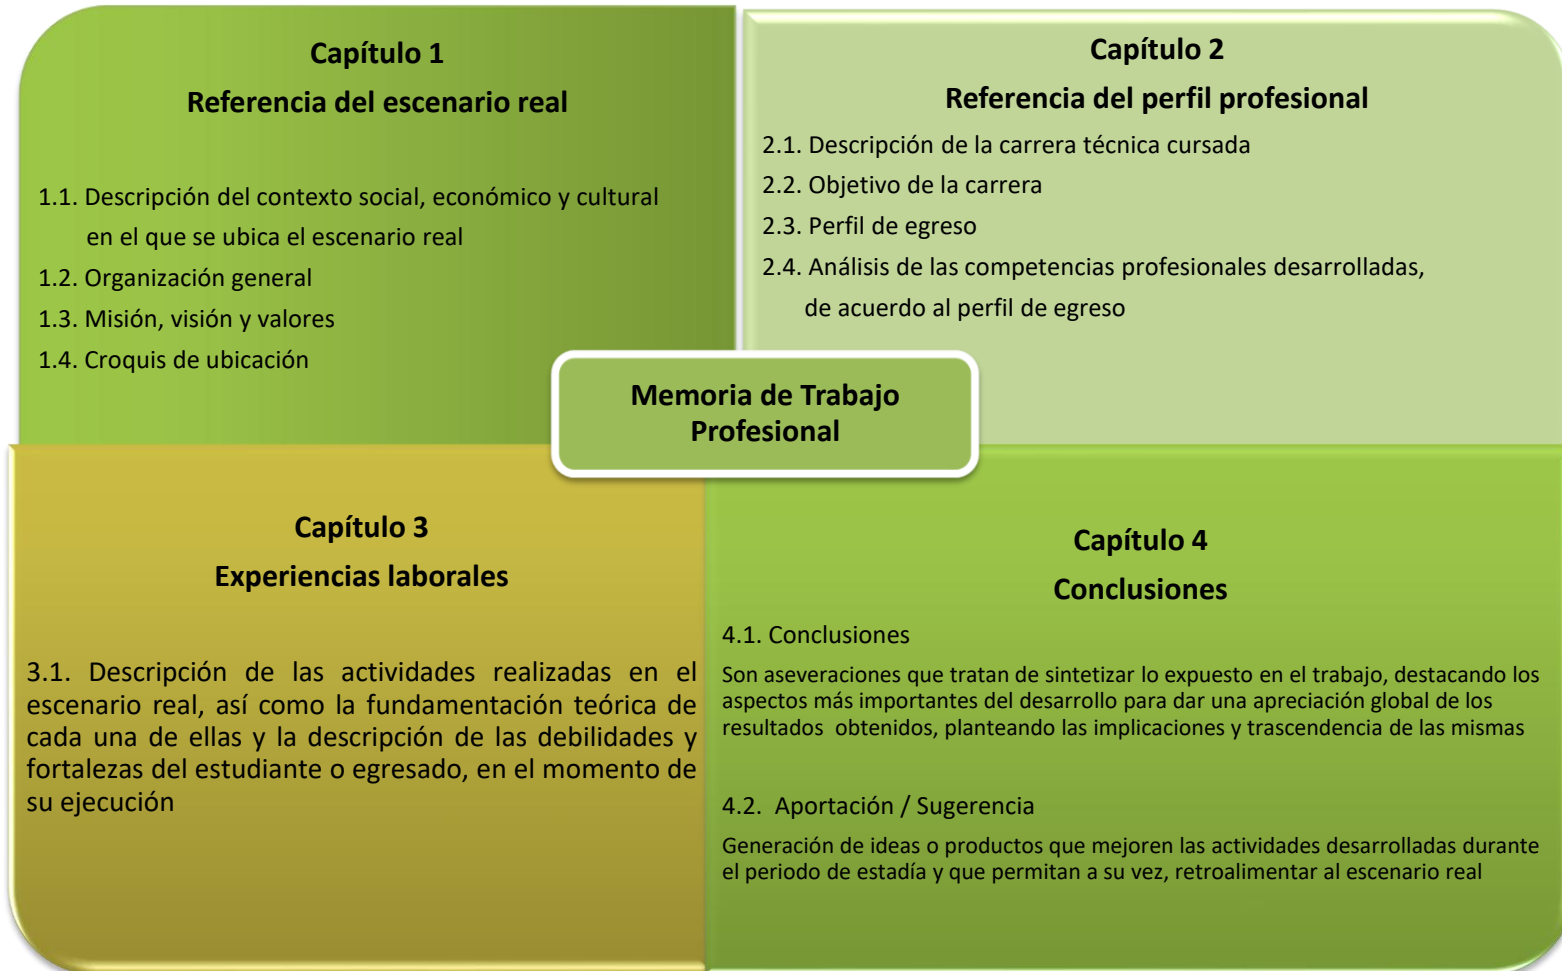 Capítulo 1
Referencia del escenario real
1.1. Descripción del contexto social, económico y cultural
en el que se ubica el escenario real
1.2. Organización general
1.3. Misión, visión y valores
1.4. Croquis de ubicación
Capítulo 2
Referencia del perfil profesional
2.1. Descripción de la carrera técnica cursada
2.2. Objetivo de la carrera
2.3. Perfil de egreso
2.4. Análisis de las competencias profesionales desarrolladas,
de acuerdo al perfil de egreso
Memoria de Trabajo
Profesional
Capítulo 3
Experiencias laborales
3.1. Descripción de las actividades realizadas en el
escenario real, así como la fundamentación teórica de
cada una de ellas y la descripción de las debilidades y
fortalezas del estudiante o egresado, en el momento de
su ejecución
Capítulo 4
Conclusiones
4.1. Conclusiones
Son aseveraciones que tratan de sintetizar lo expuesto en el trabajo, destacando los
aspectos más importantes del desarrollo para dar una apreciación global de los
resultados obtenidos, planteando las implicaciones y trascendencia de las mismas
4.2. Aportación / Sugerencia
Generación de ideas o productos que mejoren las actividades desarrolladas durante
el periodo de estadía y que permitan a su vez, retroalimentar al escenario real